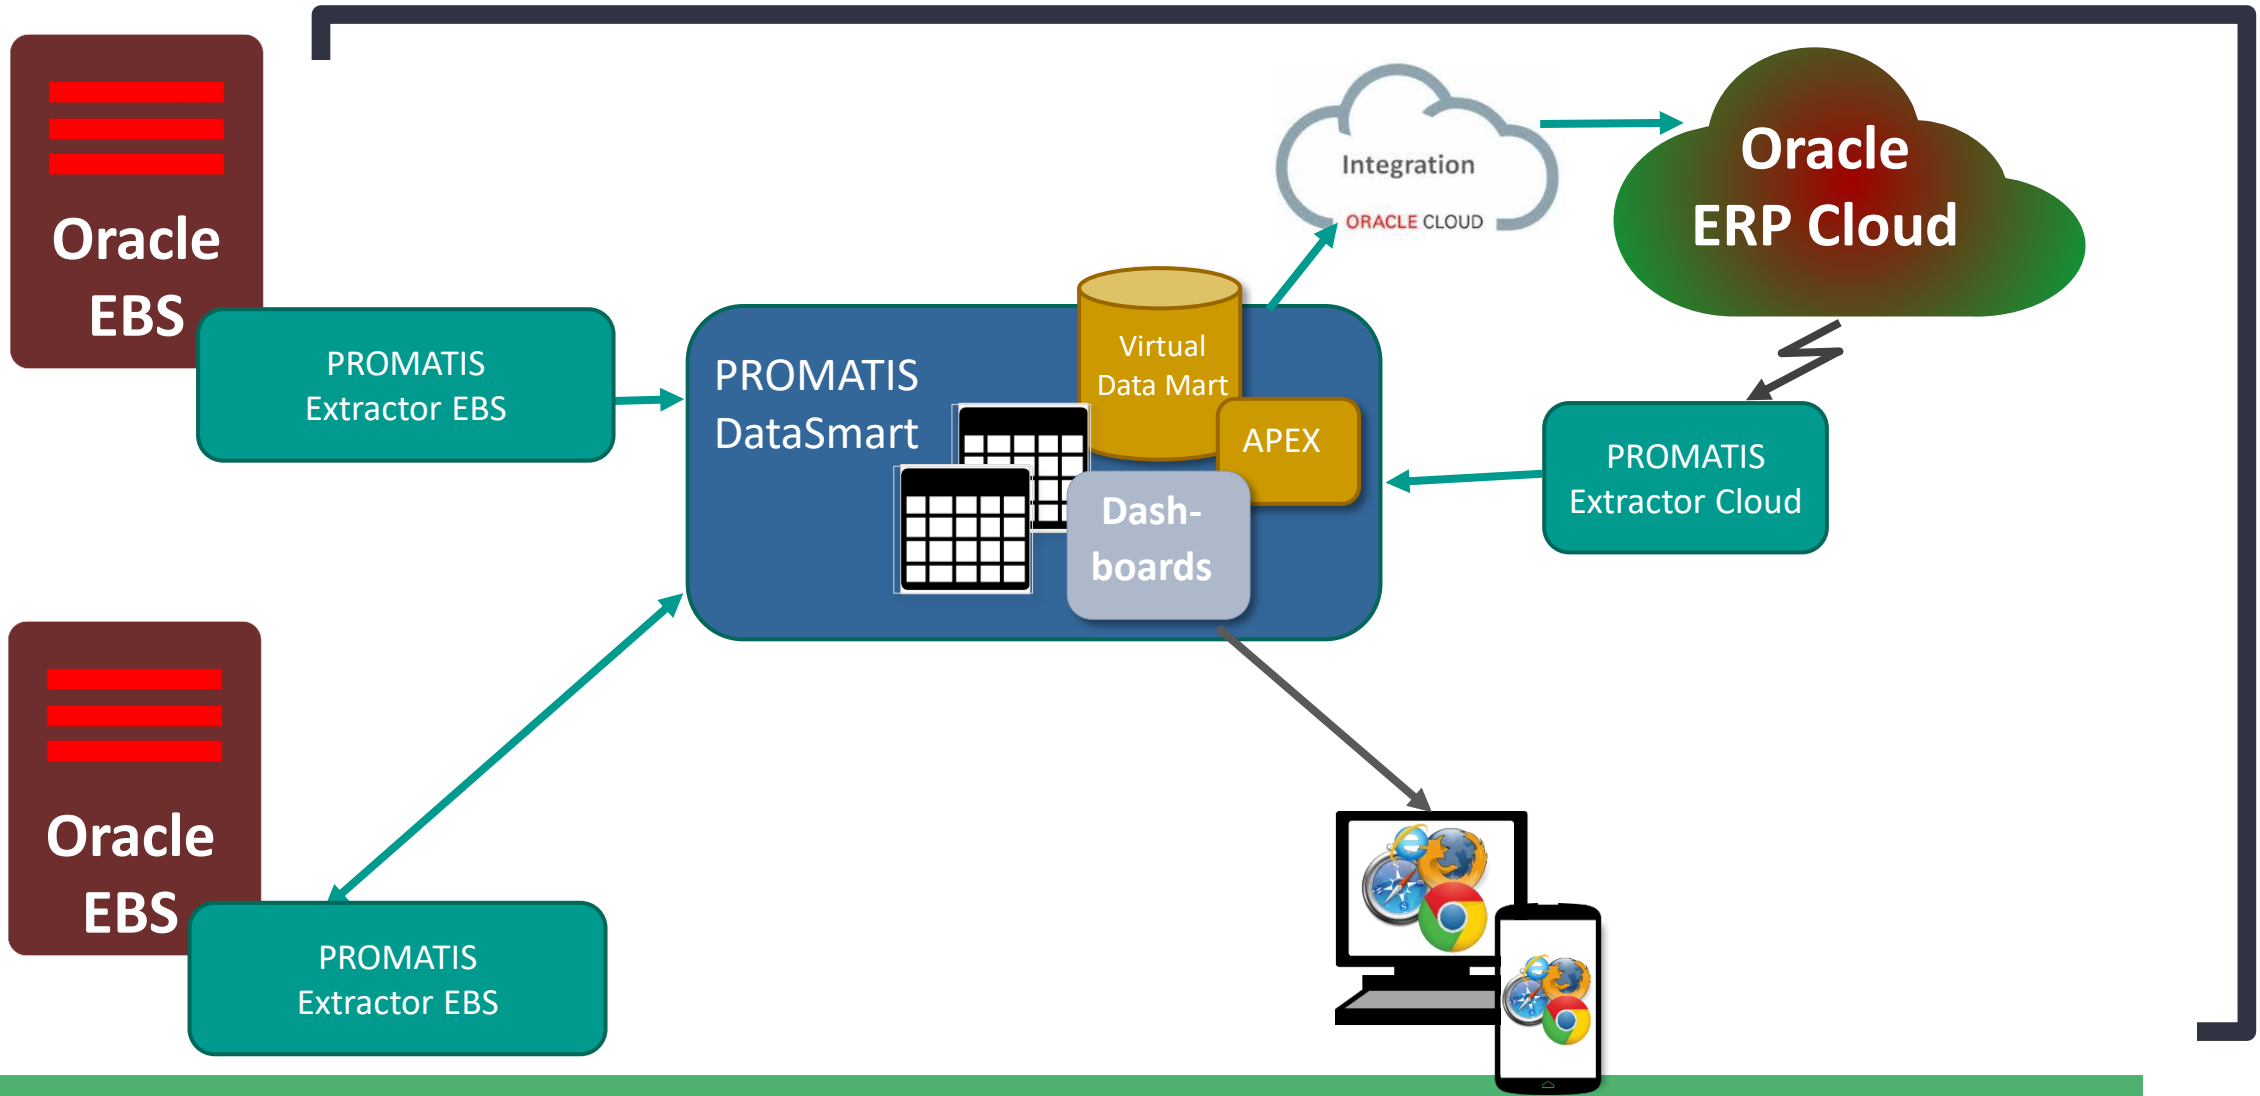 Oracle
EBS
PROMATIS
Extractor EBS
PROMATIS
DataSmart
Virtual
Data Mart
APEX
Dash-
boards
Integration
ORACLE CLOUD
Oracle
ERP Cloud
PROMATIS
Extractor Cloud
Oracle
EBS
PROMATIS
Extractor EBS